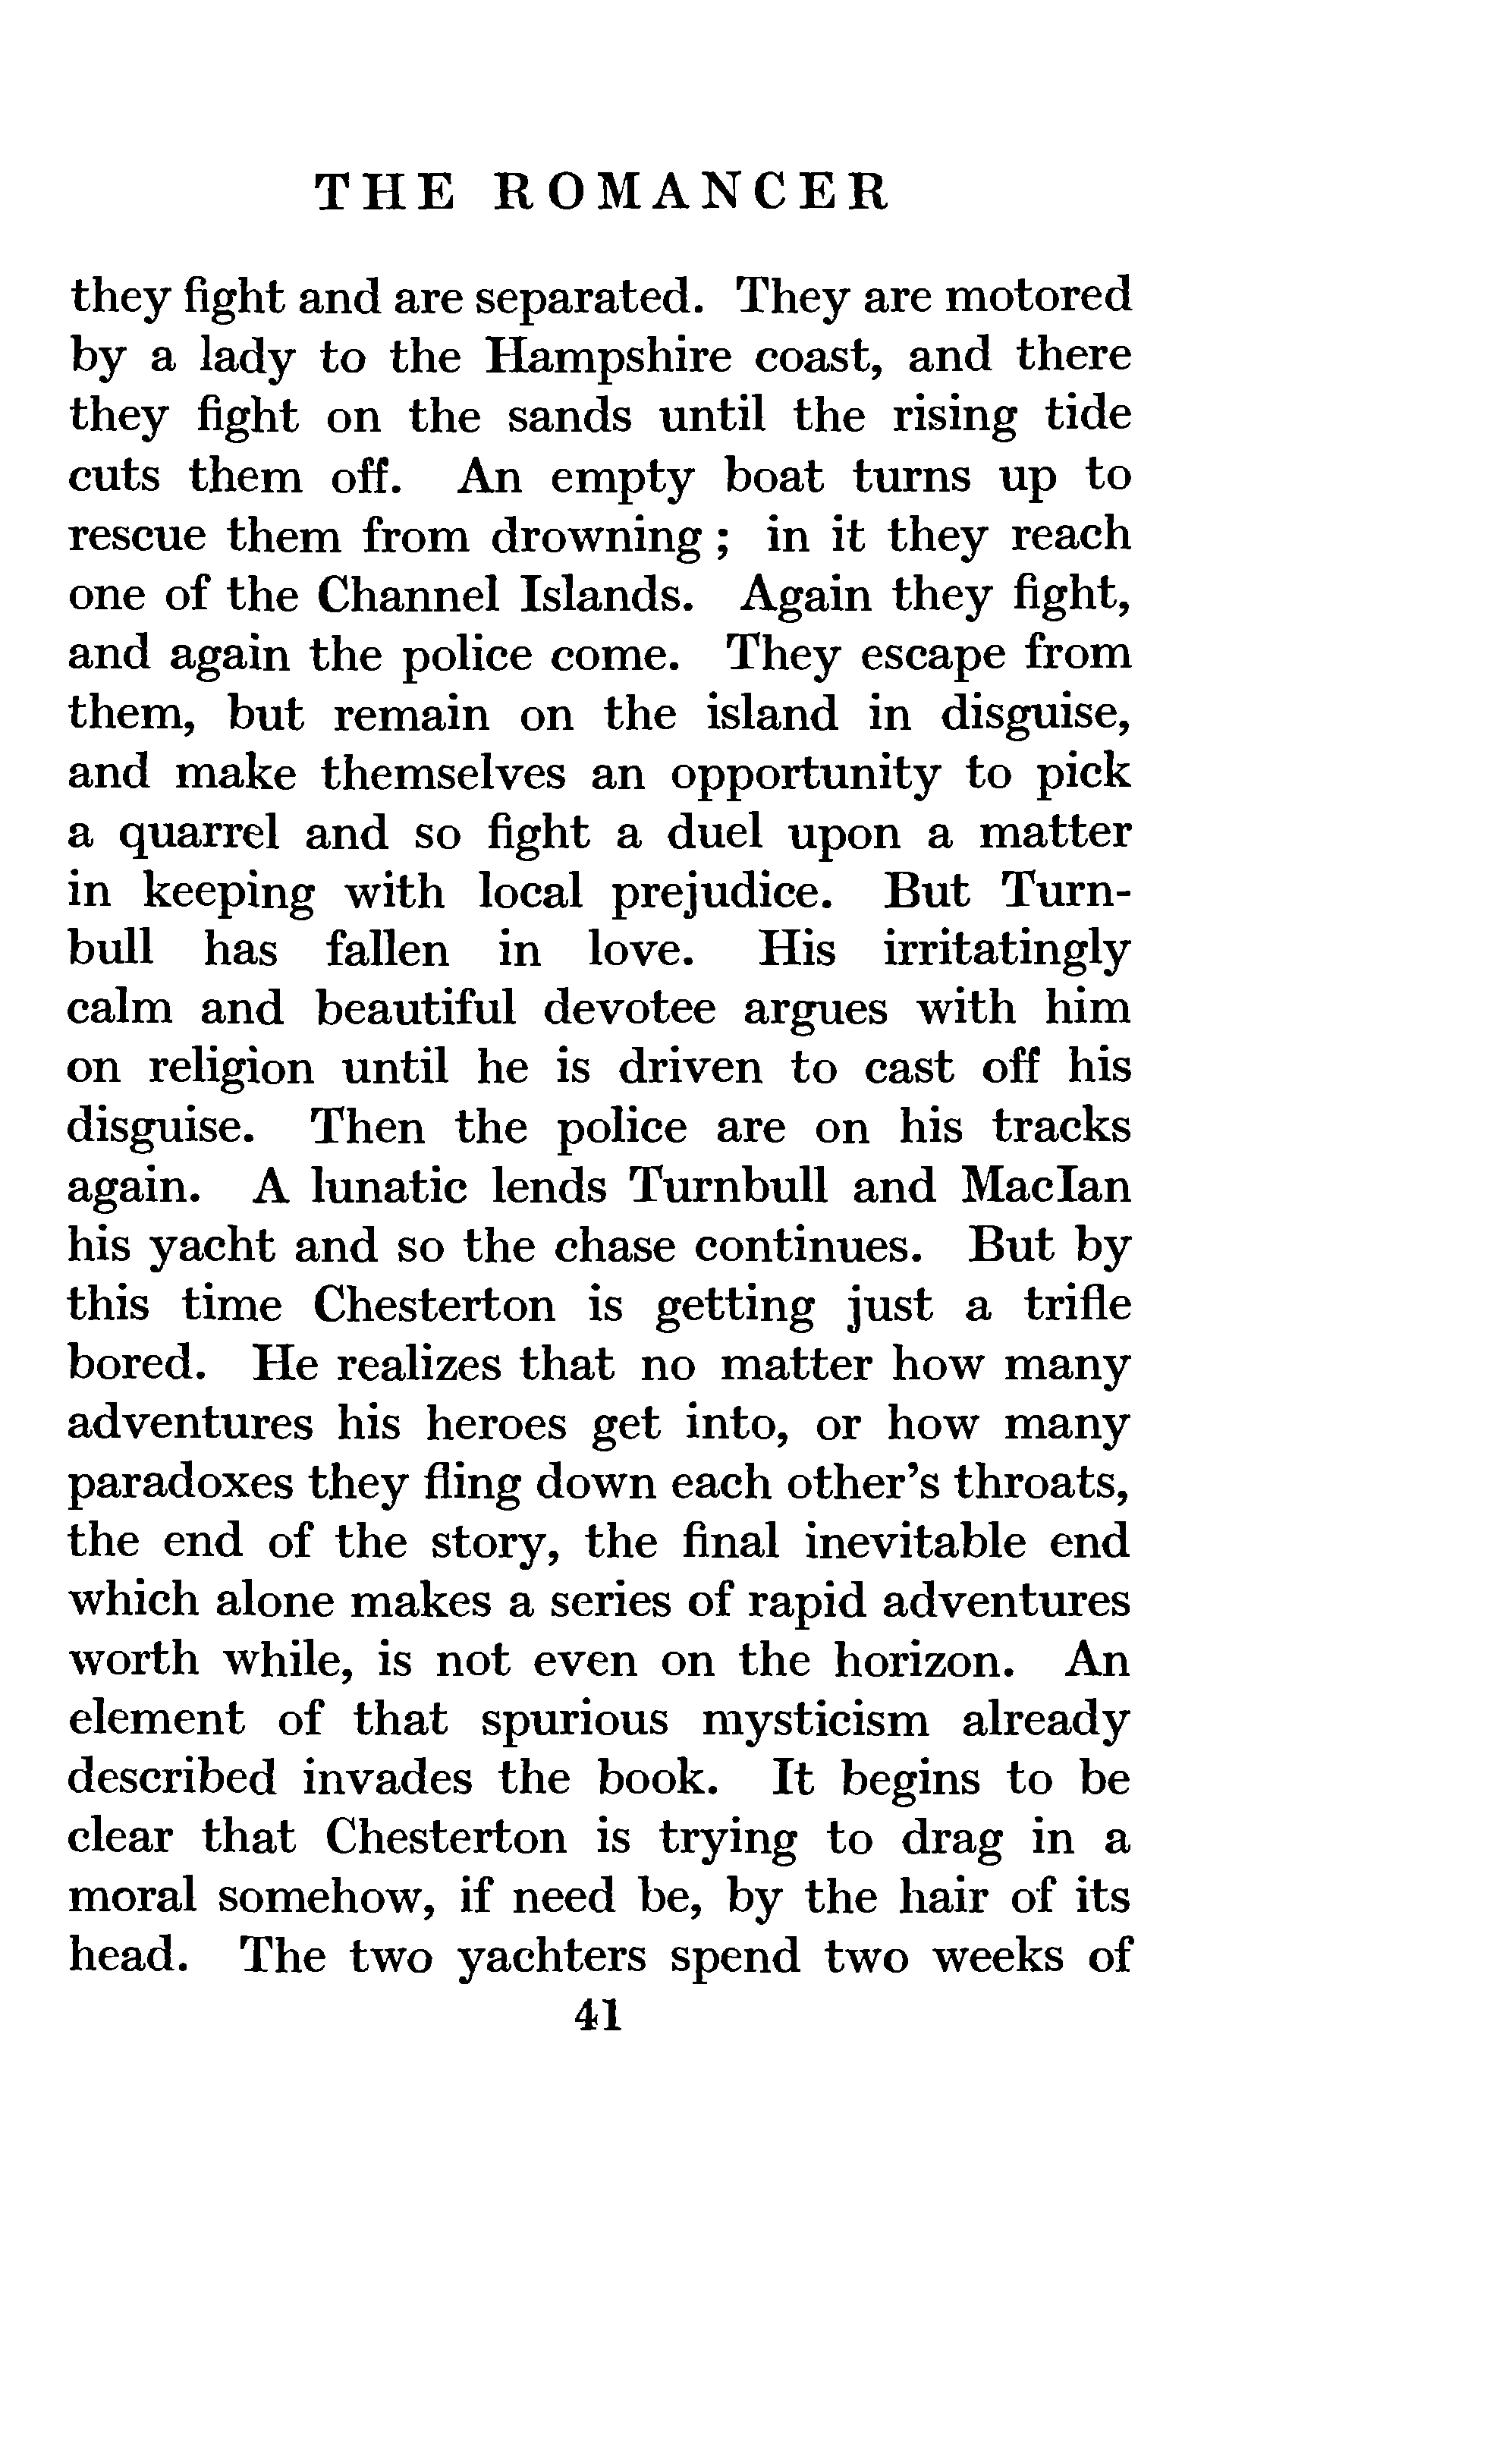 THE ROMANCER
they fight and are separated. They are motored
by a lady to the Hampshire coast, and there
they fight on the sands until the rising tide
cuts them off. An empty boat turns up to
rescue them from drowning ; in it they reach
one of the Channel Islands. Again they fight,
and again the police come. They escape from
them, but remain on the island in disguise,
and make themselves an opportunity to pick
a quarrel and so fight a duel upon a matter
in keeping with local prejudice. But Turn-
bull has fallen in love. His irritatingly
calm and beautiful devotee argues with him
on religion until he is driven to cast off his
disguise. Then the police are on his tracks
again. A lunatic lends Turnbull and MacIan
his yacht and so the chase continues. But by
this time Chesterton is getting just a trifle
bored. He realizes that no matter how many
adventures his heroes get into, or how many
paradoxes they fling down each other's throats,
the end of the story, the final inevitable end
which alone makes a series of rapid adventures
worth while, is not even on the horizon. An
element of that spurious mysticism already
described invades the book. It begins to be
clear that Chesterton is trying to drag in a
moral somehow, if need be, by the hair of its
head. The two yachters spend two weeks of
41